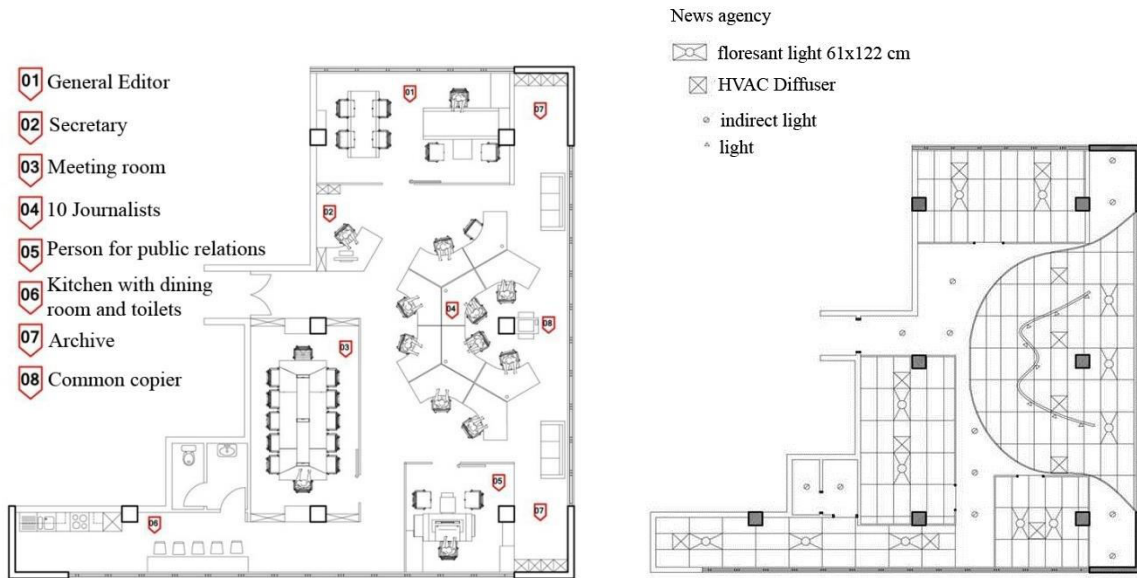 01 General Editor
02 Secretary
03 Meeting room
04 10 Journalists
05 Person for public relations
06 Kitchen with dining
room and toilets
07 Archive
08 Common copier
01
07
02
04
08
03
05
07
06
News agency
floresant light 61x122 cm
HVAC Diffuser
indirect light
light